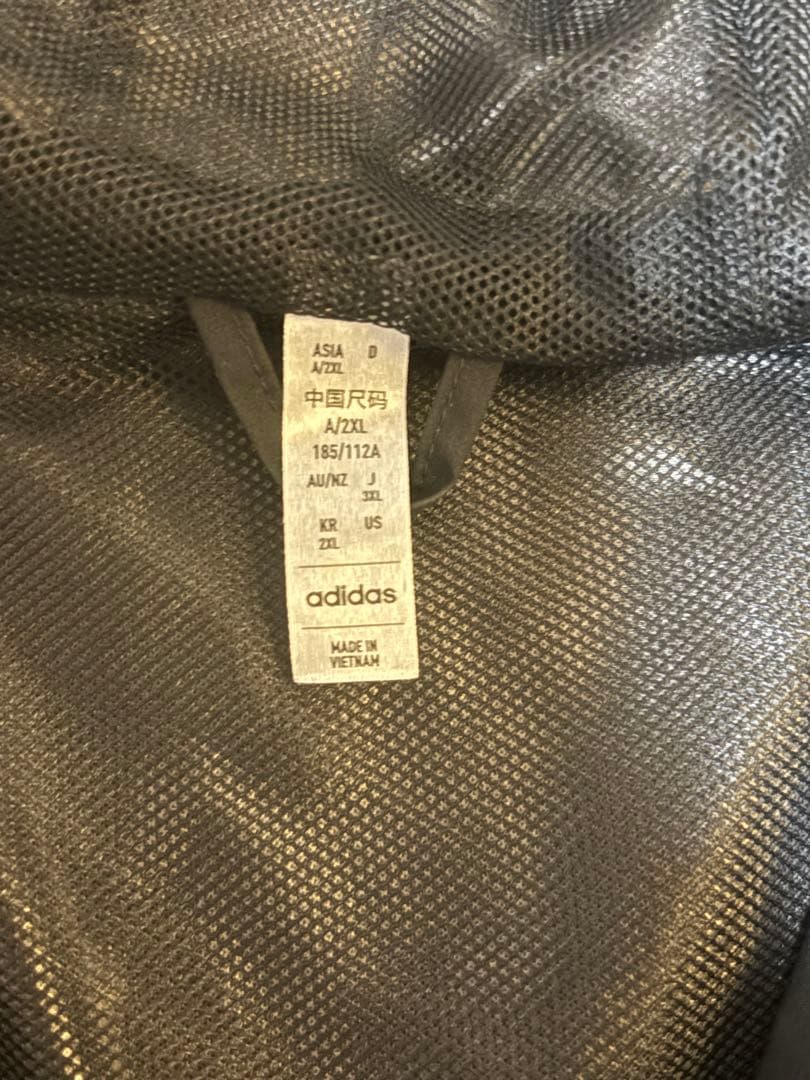 ASIA D
A/2XL
中国尺码
A/2XL
185/112A
AU/NZ J
3XL
KR US
2XL
adidas
MADE IN
VIETNAM